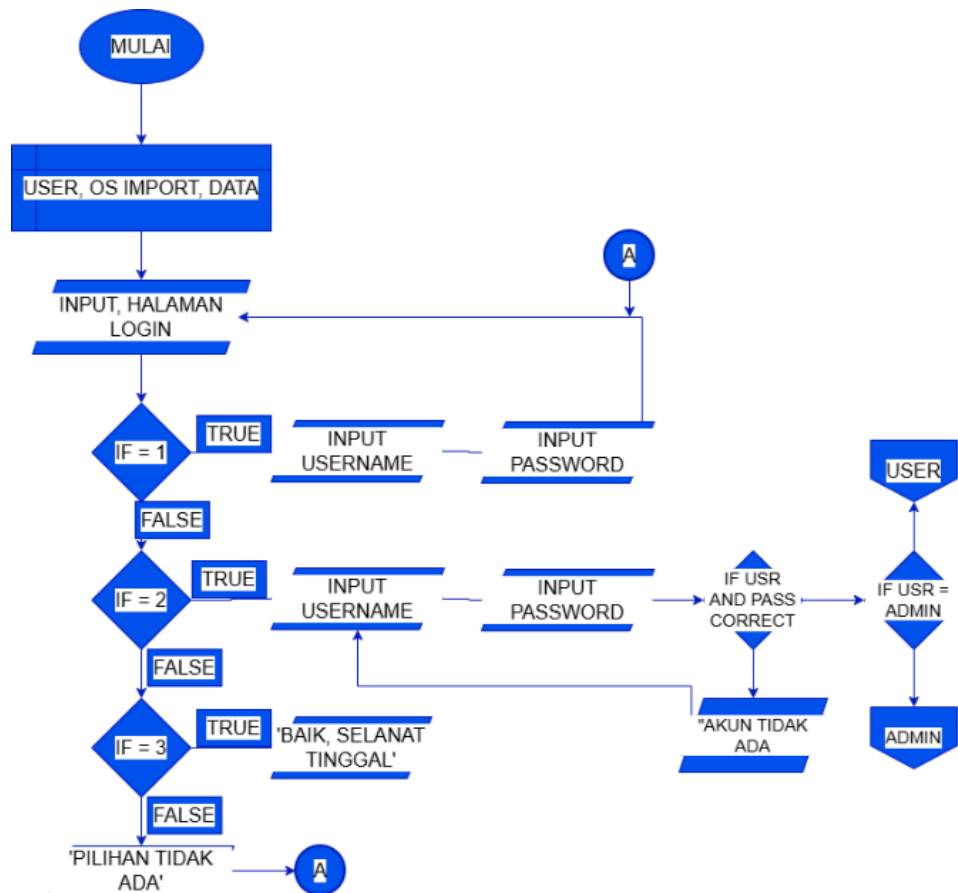 MULAI
USER, OS IMPORT, DATA
A
INPUT, HALAMAN
LOGIN
IF = 1
TRUE
INPUT
USERNAME
INPUT
PASSWORD
USER
FALSE
IF = 2
TRUE
INPUT
USERNAME
INPUT
PASSWORD
IF USR
AND PASS
CORRECT
IF USR =
ADMIN
FALSE
IF = 3
TRUE
'BAIK, SELANAT
TINGGAL'
"AKUN TIDAK
ADA
ADMIN
FALSE
'PILIHAN TIDAK
ADA'
A